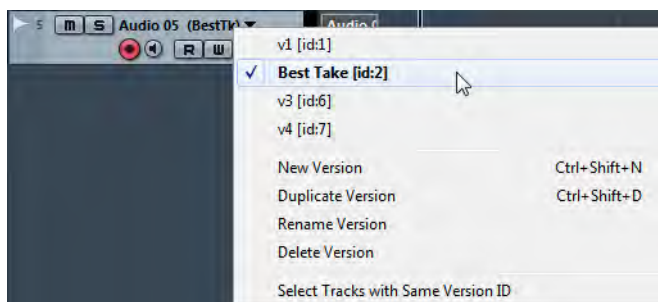 5 m S Audio 05 (BestTk)
Audio
R W
v1 [id:1]
✓ Best Take [id:2]
v3 [id:6]
v4 [id:7]
New Version Ctrl+Shift+N
Duplicate Version Ctrl+Shift+D
Rename Version
Delete Version
Select Tracks with Same Version ID